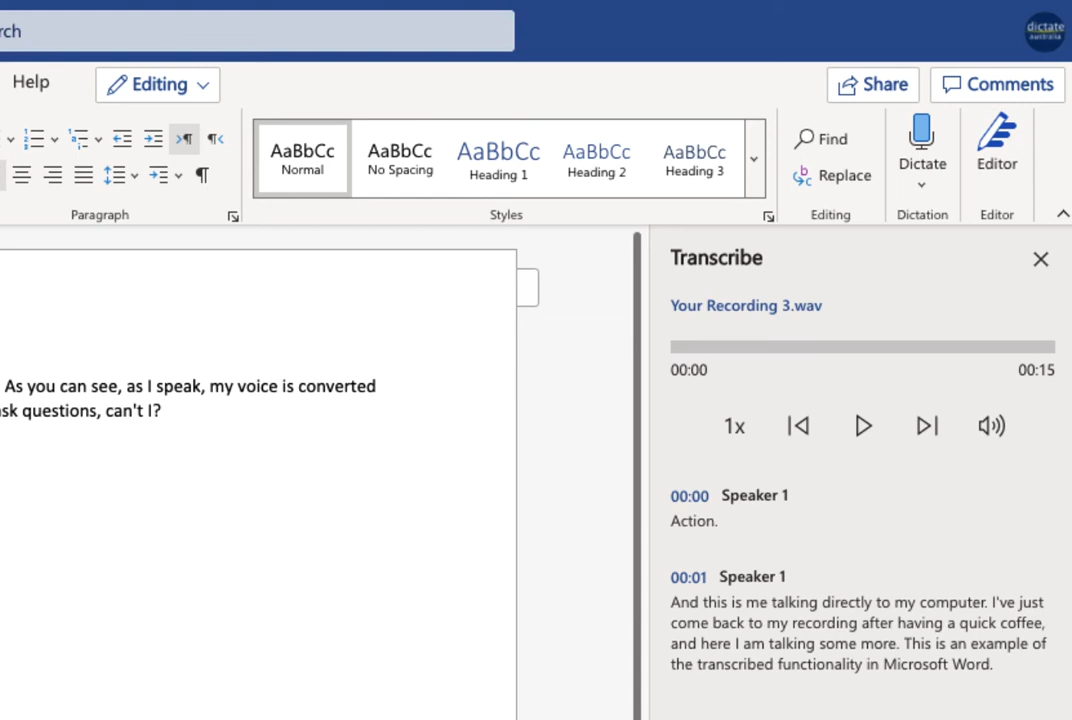 rch
dictate
australia
Help
Editing
Share
Comments
Paragraph
AaBbCc
Normal
AaBbCc
No Spacing
AaBbCc
Heading 1
AaBbCc
Heading 2
AaBbCc
Heading 3
Styles
Find
Replace
Editing
Dictate
Dictation
Editor
Editor
As you can see, as I speak, my voice is converted
ask questions, can't I?
Transcribe
Your Recording 3.wav
00:00 00:15
1x
00:00 Speaker 1
Action.
00:01 Speaker 1
And this is me talking directly to my computer. I've just
come back to my recording after having a quick coffee,
and here I am talking some more. This is an example of
the transcribed functionality in Microsoft Word.